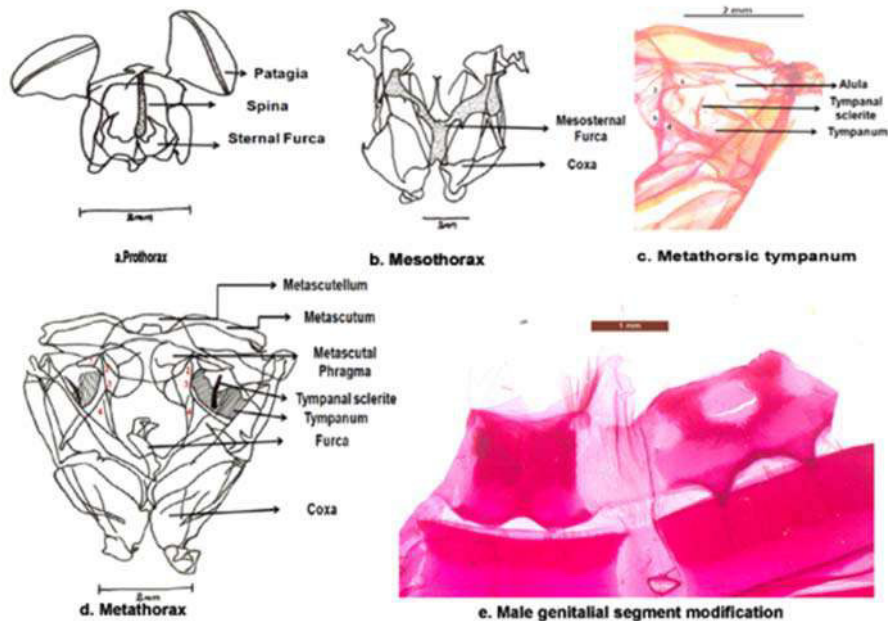 Patagia
Spina
Sternal Furca
a.Prothorax
Mesosternal
Furca
Coxa
b. Mesothorax
2 mm
Alula
Tympanal
sclerite
Tympanum
c. Metathorsic tympanum
Metascutellum
Metascutum
Metascutal
Phragma
Tympanal sclerite
Tympanum
Furca
Coxa
d. Metathorax
1 mm
e. Male genitalial segment modification